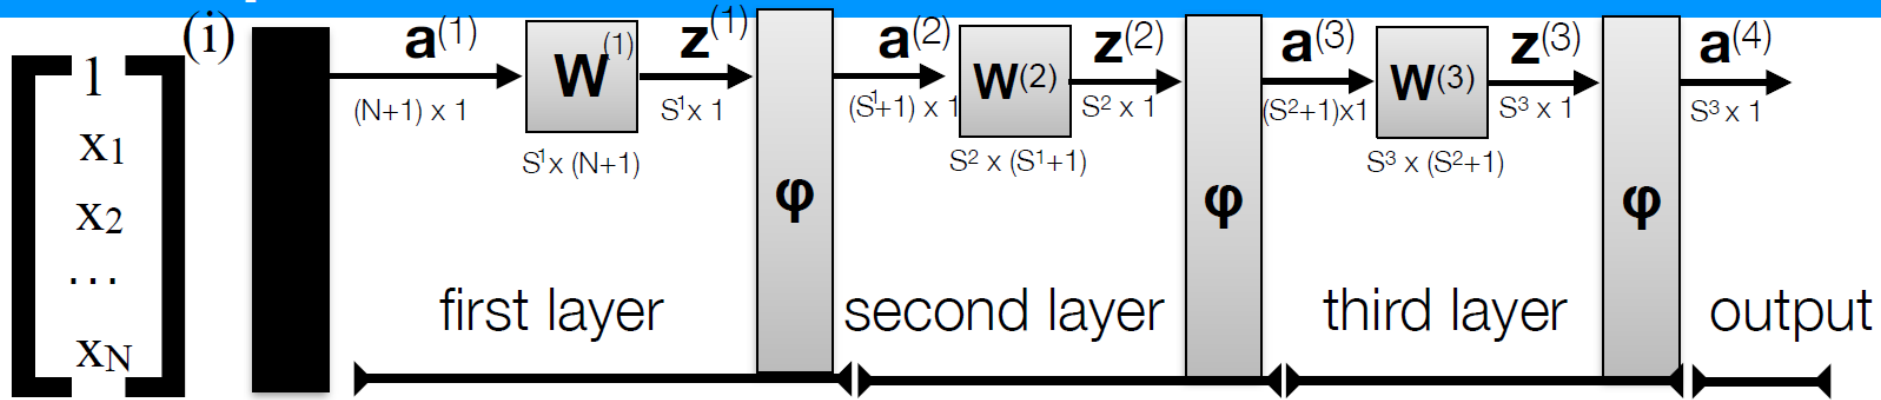 1
x₁
x₂
...
x_N
(i)
a⁽¹⁾
(N+1) x 1
W⁽¹⁾
S¹ x (N+1)
z⁽¹⁾
S¹ x 1
φ
first layer
a⁽²⁾
(S¹+1) x 1
W⁽²⁾
S² x (S¹+1)
z⁽²⁾
S² x 1
φ
second layer
a⁽³⁾
(S²+1)x1
W⁽³⁾
S³ x (S²+1)
z⁽³⁾
S³ x 1
φ
third layer
a⁽⁴⁾
S³ x 1
output